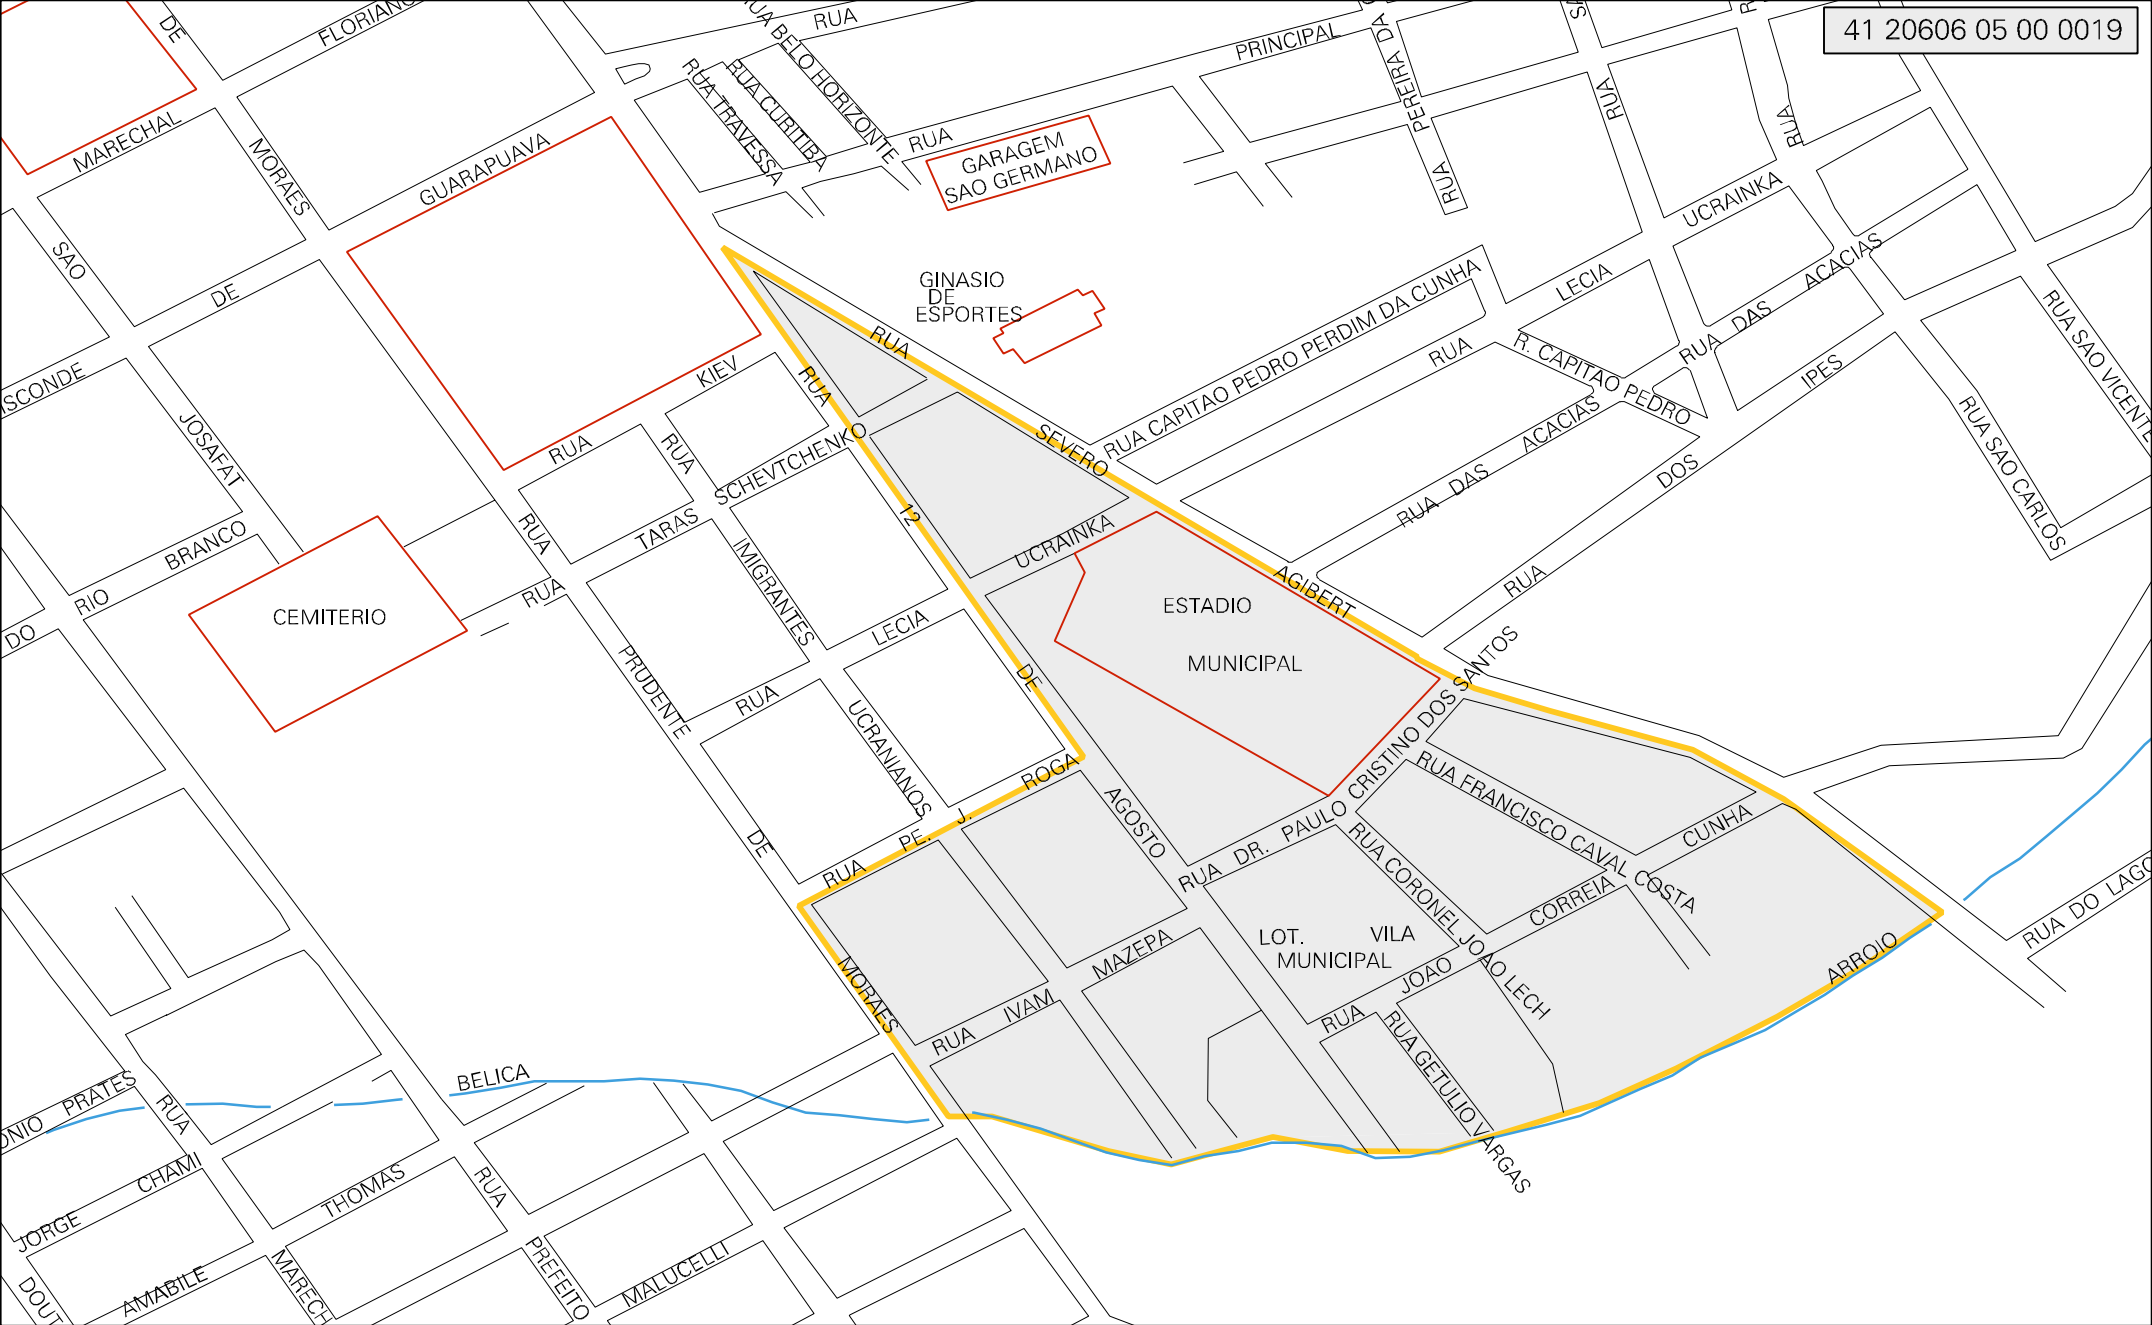 41 20606 05 00 0019
DE
FLORIANO
RUA BELO HORIZONTE
RUA
PRINCIPAL
PEREIRA DA
RUA TRAVESSA
RUA CURITIBA
RUA
RUA
RUA
RUA
MARECHAL
MORAES
GUARAPUAVA
GARAGEM
SAO GERMANO
UCRAINKA
SAO
DE
GINASIO
DE
ESPORTES
RUA CAPITAO PEDRO PERDIM DA CUNHA
LECIA
RUA DAS ACACIAS
RUA SAO VICENTE
RUA
R. CAPITAO PEDRO
IPES
RUA SAO CARLOS
ISCONDE
JOSAFAT
KIEV
RUA
RUA
RUA
RUA
SCHEVTCHENKO
TARAS
SEVERO
RUA DAS ACACIAS
DOS
RUA
12
UCRAINKA
AGIBERT
BRANCO
RIO
DO
CEMITERIO
RUA
RUA
IMIGRANTES
LECIA
DE
ESTADIO
MUNICIPAL
PRUDENTE
RUA
UCRANIANOS
ROGA
J.
PE.
RUA
DE
AGOSTO
RUA DR. PAULO CRISTINO DOS SANTOS
RUA FRANCISCO CAVAL COSTA
CUNHA
CORREIA
JOAO
RUA
RUA CORONEL JOAO LECH
LOT. VILA
MUNICIPAL
MAZEPA
IVAM
RUA
MORAES
RUA GETULIO VARGAS
ARROIO
RUA DO LAGO
BELICA
ONIO PRATES
RUA
JORGE CHAMI
THOMAS
RUA
AMABILE
MARECH
PREFEITO
MALUCELLI
DOUT